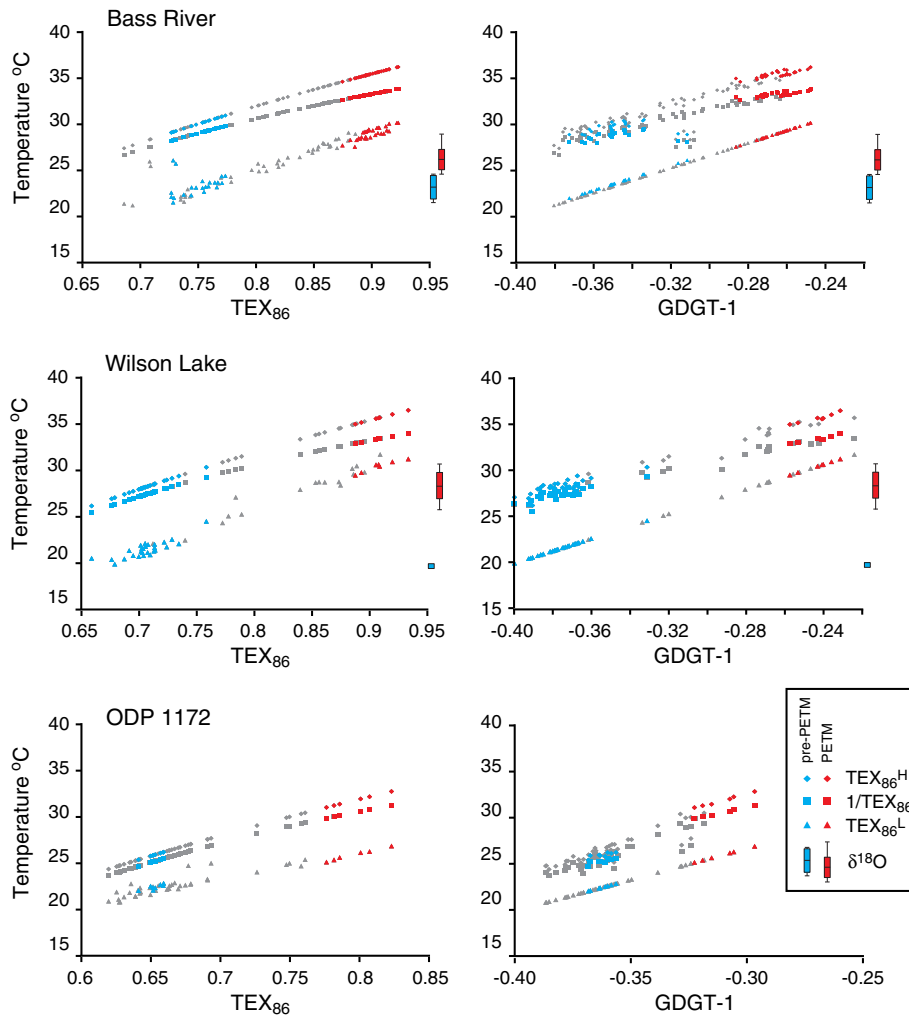 Bass River
Temperature ºC
40
35
30
25
20
15
0.65 0.7 0.75 0.8 0.85 0.9 0.95
TEX86
40
35
30
25
20
15
-0.40 -0.36 -0.32 -0.28 -0.24
GDGT-1
Wilson Lake
Temperature ºC
40
35
30
25
20
15
0.65 0.7 0.75 0.8 0.85 0.9 0.95
TEX86
40
35
30
25
20
15
-0.40 -0.36 -0.32 -0.28 -0.24
GDGT-1
ODP 1172
Temperature ºC
40
35
30
25
20
15
0.6 0.65 0.7 0.75 0.8 0.85
TEX86
40
35
30
25
20
15
-0.40 -0.35 -0.30 -0.25
GDGT-1
pre-PETM
PETM
TEX86H
1/TEX86
TEX86L
δ18O